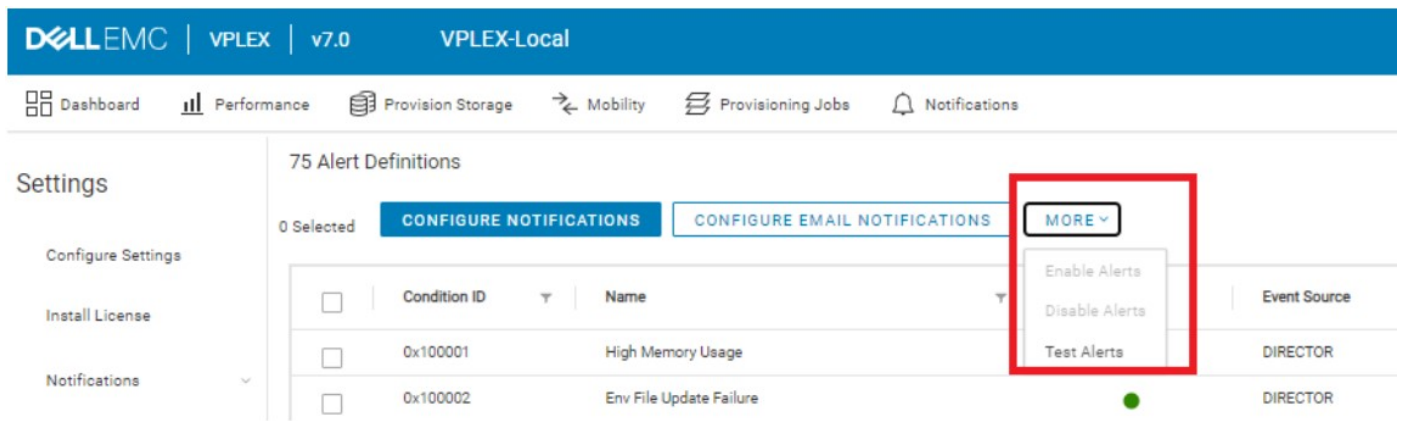 DELLEMC | VPLEX | v7.0 VPLEX-Local
Dashboard Performance Provision Storage Mobility Provisioning Jobs Notifications
Settings
75 Alert Definitions
0 Selected CONFIGURE NOTIFICATIONS CONFIGURE EMAIL NOTIFICATIONS MORE
Configure Settings
Enable Alerts
Condition ID Name Event Source
Install License
Disable Alerts
0x100001 High Memory Usage Test Alerts DIRECTOR
Notifications
0x100002 Env File Update Failure DIRECTOR